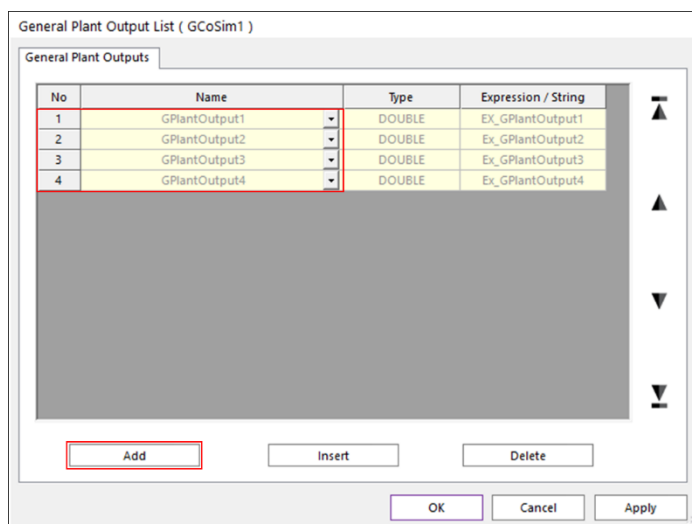 General Plant Output List ( GCoSim1 )
General Plant Outputs
No Name Type Expression / String
1 GPlantOutput1 DOUBLE Ex_GPlantOutput1
2 GPlantOutput2 DOUBLE Ex_GPlantOutput2
3 GPlantOutput3 DOUBLE Ex_GPlantOutput3
4 GPlantOutput4 DOUBLE Ex_GPlantOutput4
Add Insert Delete
OK Cancel Apply